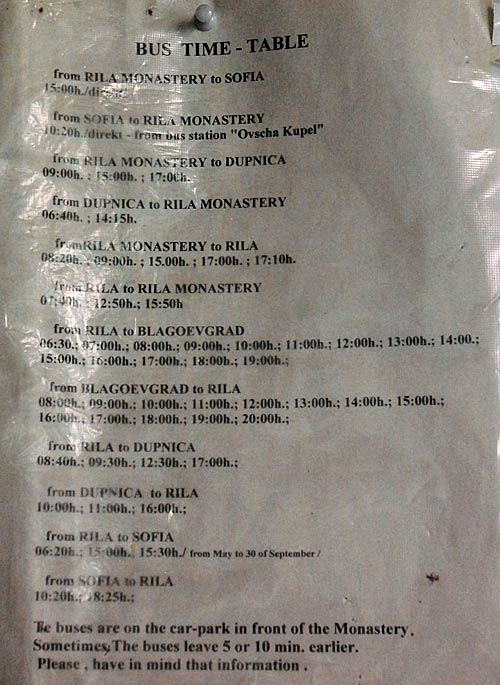 BUS TIME - TABLE
from RILA MONASTERY to SOFIA
15:00h./direkt/
from SOFIA to RILA MONASTERY
10:20h./direkt - from bus station "Ovscha Kupel"
from RILA MONASTERY to DUPNICA
09:00h. ; 15:00h. ; 17:00h.
from DUPNICA to RILA MONASTERY
06:40h. ; 14:15h.
fromRILA MONASTERY to RILA
08:20h. ; 09:00h. ; 15.00h. ; 17:00h. ; 17:10h.
from RILA to RILA MONASTERY
07:40h. ; 12:50h.; 15:50h
from RILA to BLAGOEVGRAD
06:30.; 07:00h.; 08:00h.; 09:00h.; 10:00h.; 11:00h.; 12:00h.; 13:00h.; 14:00.;
15:00h.; 16:00h.; 17:00h.; 18:00h.; 19:00h.;
from BLAGOEVGRAD to RILA
08:00h.; 09:00h.; 10:00h.; 11:00h.; 12:00h.; 13:00h.; 14:00h.; 15:00h.;
16:00h.; 17:00h.; 18:00h.; 19:00h.; 20:00h.;
from RILA to DUPNICA
08:40h.; 09:30h.; 12:30h.; 17:00h.;
from DUPNICA to RILA
10:00h.; 11:00h.; 16:00h.;
from RILA to SOFIA
06:20h.; 15:00h. 15:30h./ from May to 30 of September /
from SOFIA to RILA
10:20h.; 18:25h.;
The buses are on the car-park in front of the Monastery.
Sometimes, The buses leave 5 or 10 min. earlier.
Please , have in mind that information .